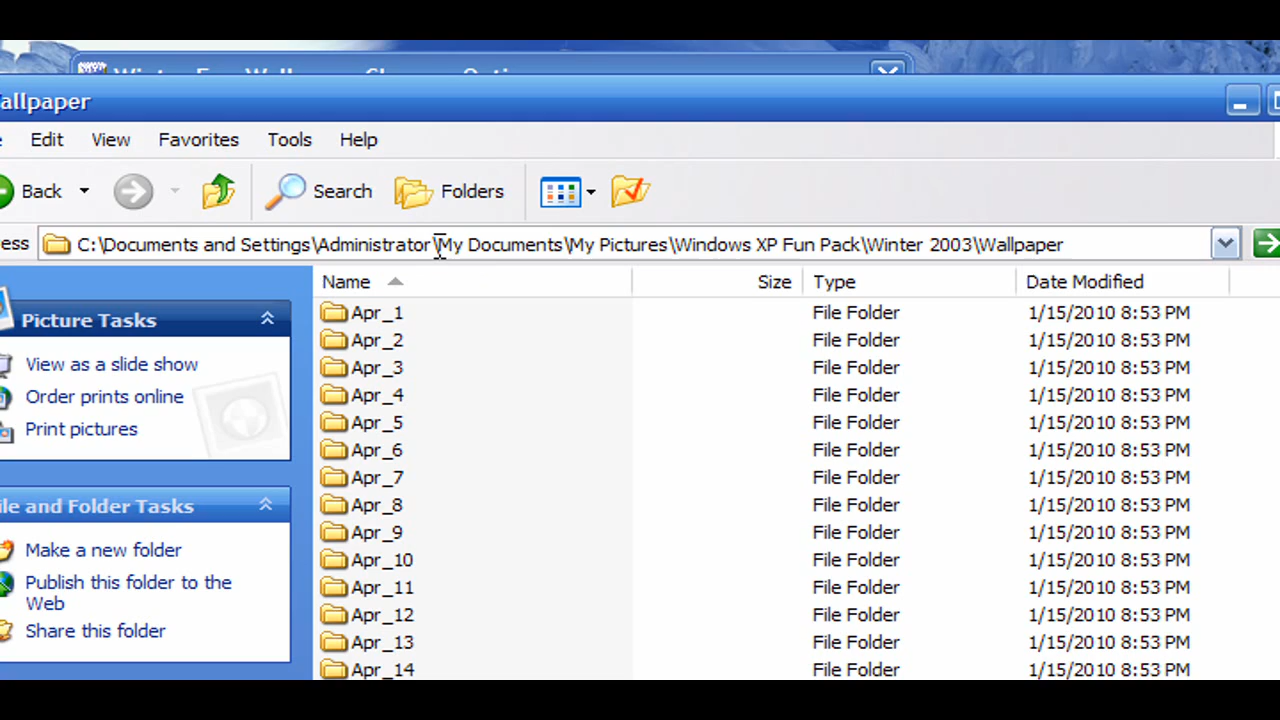 allpaper
Edit View Favorites Tools Help
Back Search Folders
ess C:\Documents and Settings\Administrator\My Documents\My Pictures\Windows XP Fun Pack\Winter 2003\Wallpaper
Name Size Type Date Modified
Picture Tasks
View as a slide show
Order prints online
Print pictures
ile and Folder Tasks
Make a new folder
Publish this folder to the
Web
Share this folder
Apr_1 File Folder 1/15/2010 8:53 PM
Apr_2 File Folder 1/15/2010 8:53 PM
Apr_3 File Folder 1/15/2010 8:53 PM
Apr_4 File Folder 1/15/2010 8:53 PM
Apr_5 File Folder 1/15/2010 8:53 PM
Apr_6 File Folder 1/15/2010 8:53 PM
Apr_7 File Folder 1/15/2010 8:53 PM
Apr_8 File Folder 1/15/2010 8:53 PM
Apr_9 File Folder 1/15/2010 8:53 PM
Apr_10 File Folder 1/15/2010 8:53 PM
Apr_11 File Folder 1/15/2010 8:53 PM
Apr_12 File Folder 1/15/2010 8:53 PM
Apr_13 File Folder 1/15/2010 8:53 PM
Apr_14 File Folder 1/15/2010 8:53 PM